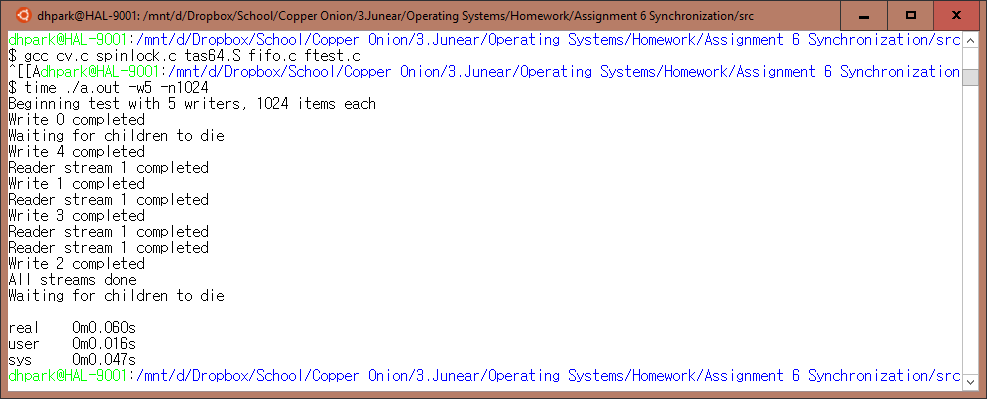 dhpark@HAL-9001: /mnt/d/Dropbox/School/Copper Onion/3.Junear/Operating Systems/Homework/Assignment 6 Synchronization/src
dhpark@HAL-9001:/mnt/d/Dropbox/School/Copper Onion/3.Junear/Operating Systems/Homework/Assignment 6 Synchronization/src
$ gcc cv.c spinlock.c tas64.S fifo.c ftest.c
^[[Adhpark@HAL-9001:/mnt/d/Dropbox/School/Copper Onion/3.Junear/Operating Systems/Homework/Assignment 6 Synchronization
$ time ./a.out -w5 -n1024
Beginning test with 5 writers, 1024 items each
Write 0 completed
Waiting for children to die
Write 4 completed
Reader stream 1 completed
Write 1 completed
Reader stream 1 completed
Write 3 completed
Reader stream 1 completed
Reader stream 1 completed
Write 2 completed
All streams done
Waiting for children to die
real 0m0.060s
user 0m0.016s
sys 0m0.047s
dhpark@HAL-9001:/mnt/d/Dropbox/School/Copper Onion/3.Junear/Operating Systems/Homework/Assignment 6 Synchronization/src